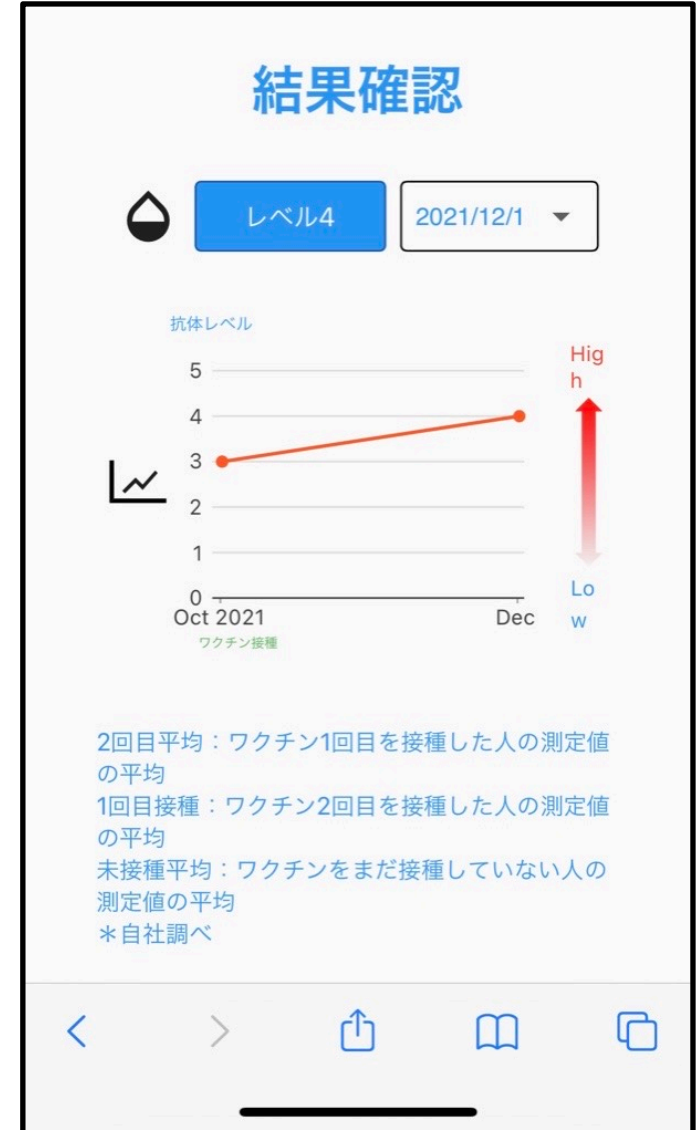 結果確認
レベル4
2021/12/1
抗体レベル
Hig
h
5
4
3
2
1
0
Lo
w
Oct 2021
Dec
ワクチン接種
2回目平均：ワクチン1回目を接種した人の測定値
の平均
1回目接種：ワクチン2回目を接種した人の測定値
の平均
未接種平均：ワクチンをまだ接種していない人の
測定値の平均
＊自社調べ